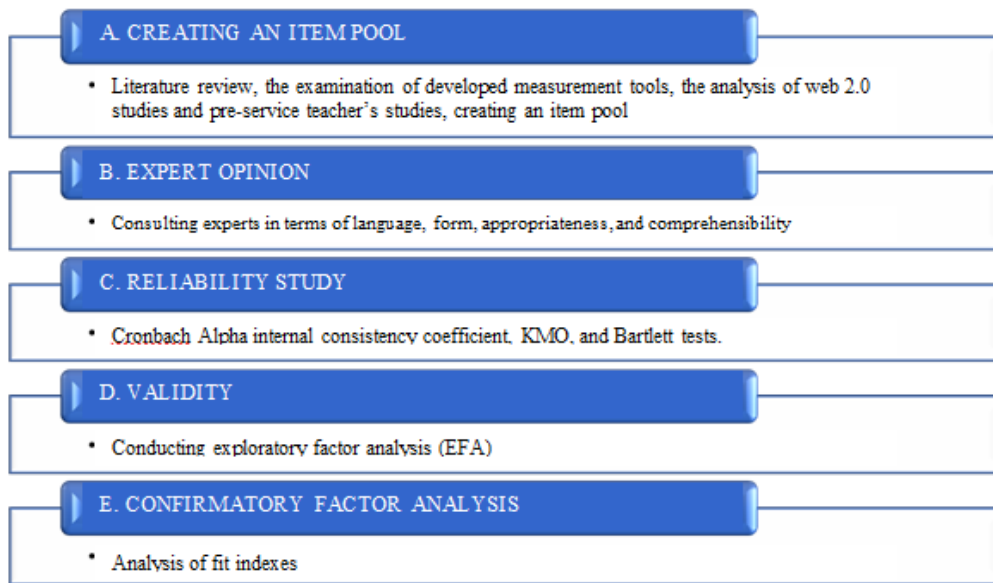 A. CREATING AN ITEM POOL
• Literature review, the examination of developed measurement tools, the analysis of web 2.0
studies and pre-service teacher's studies, creating an item pool
B. EXPERT OPINION
• Consulting experts in terms of language, form, appropriateness, and comprehensibility
C. RELIABILITY STUDY
• Cronbach Alpha internal consistency coefficient, KMO, and Bartlett tests.
D. VALIDITY
• Conducting exploratory factor analysis (EFA)
E. CONFIRMATORY FACTOR ANALYSIS
• Analysis of fit indexes